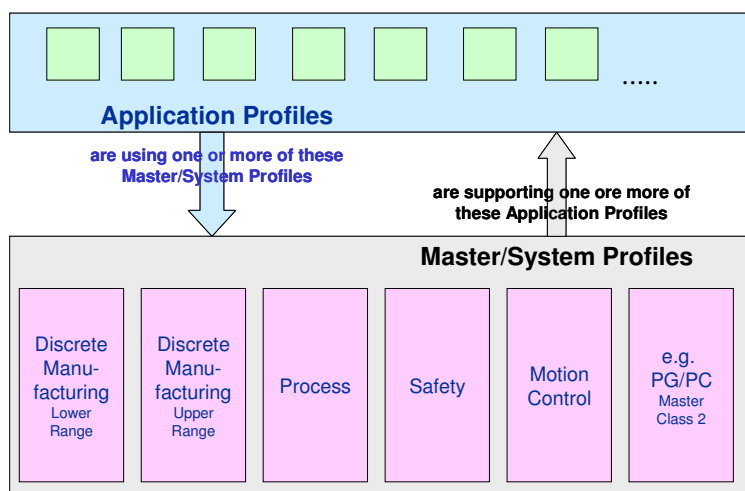 .....
Application Profiles
are using one or more of these
Master/System Profiles
are supporting one ore more of
these Application Profiles
Master/System Profiles
Discrete
Manu-
facturing
Lower
Range
Discrete
Manu-
facturing
Upper
Range
Process
Safety
Motion
Control
e.g.
PG/PC
Master
Class 2